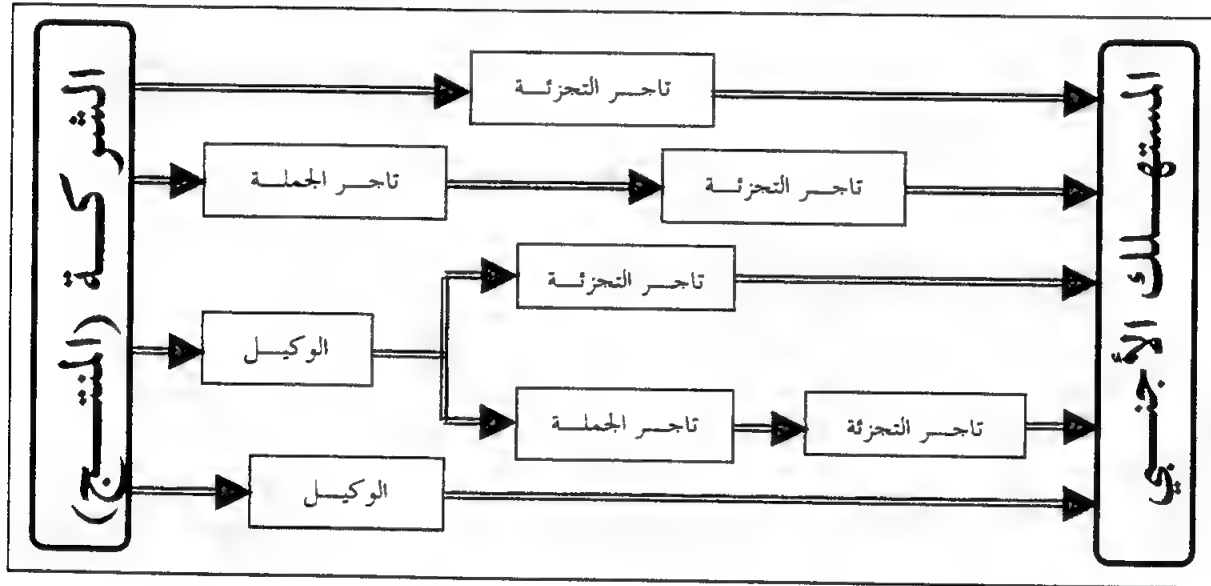 الشركة (المنتج)
تاجر التجزئة
تاجر الجملة
تاجر التجزئة
تاجر التجزئة
الوكيل
تاجر الجملة
تاجر التجزئة
الوكيل
المستهلك الأجنبي